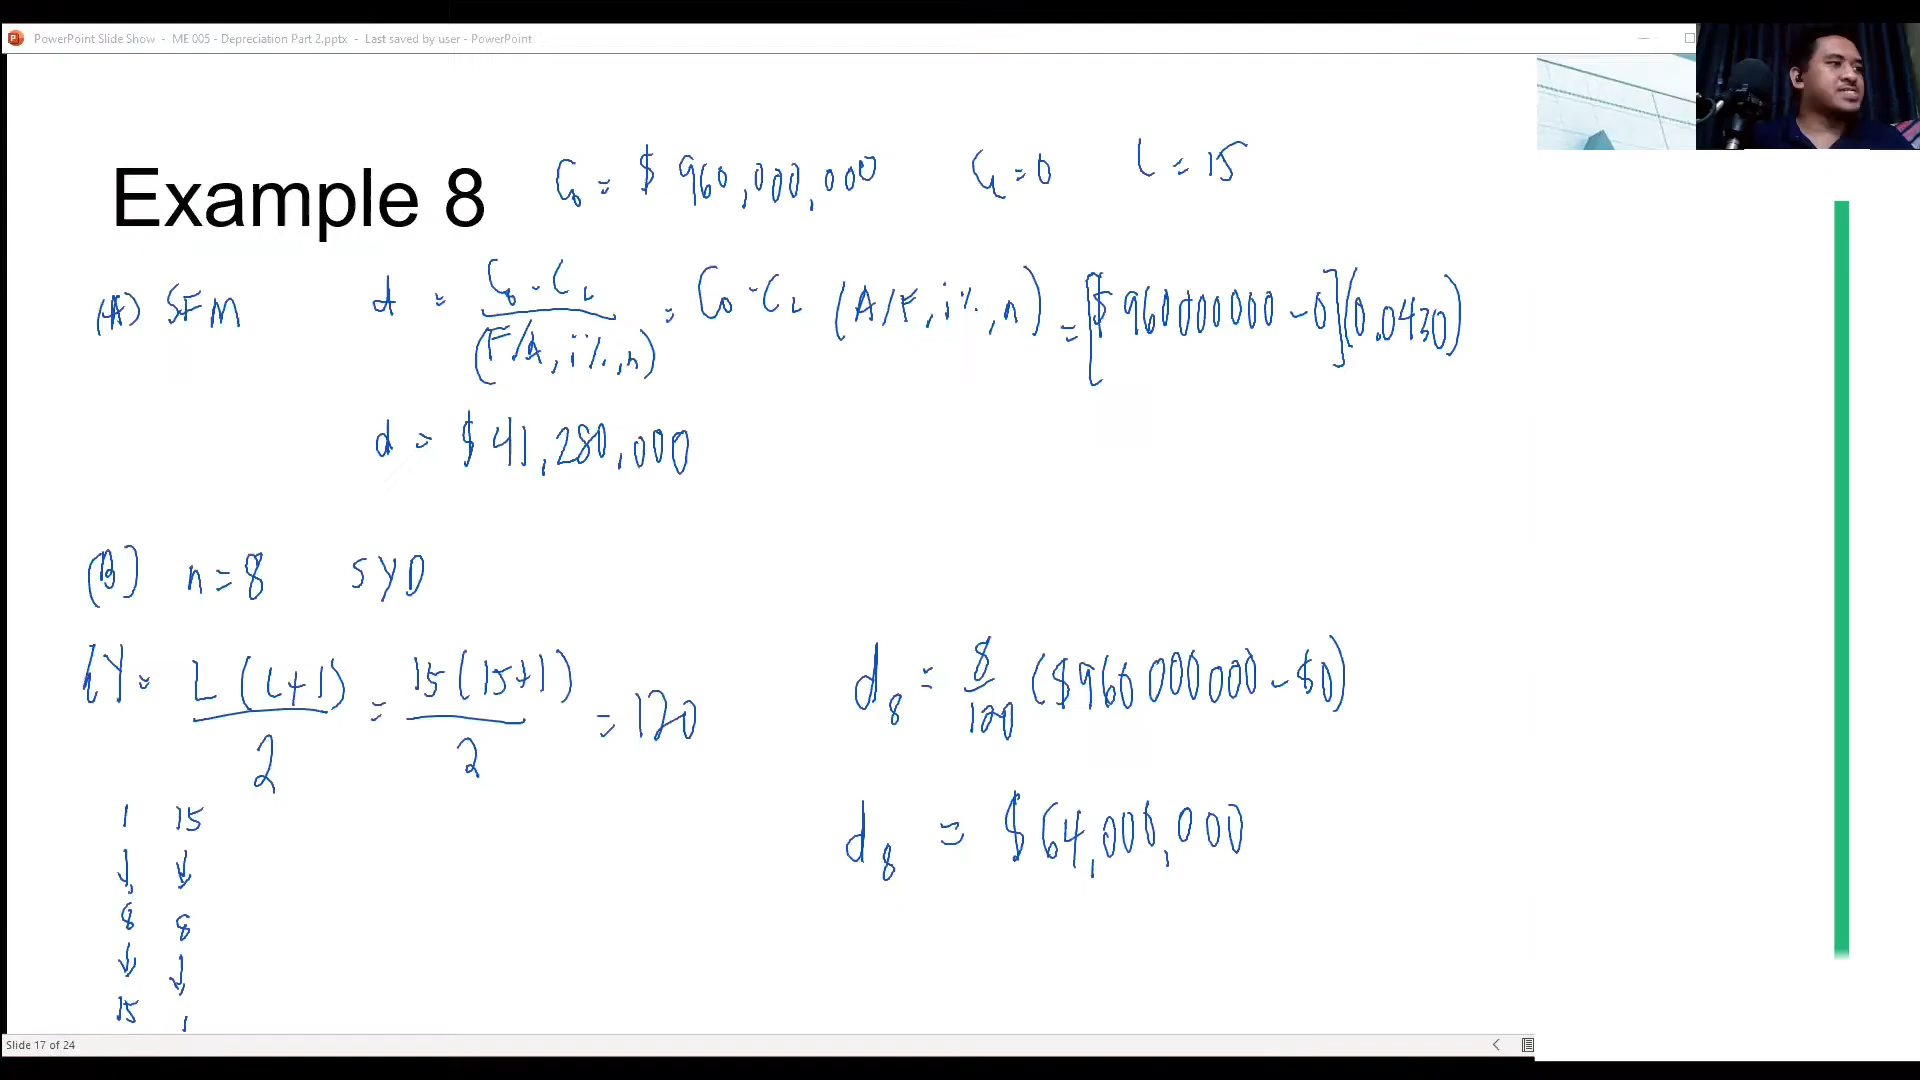 PowerPoint Slide Show - ME 005 - Depreciation Part 2.pptx - Last saved by user - PowerPoint
Example 8
C₀ = $ 960,000,000 C_L = 0 L = 15
(A) SFM d = (C₀ - C_L)/(F/A, i%, n) = C₀ - C_L (A/F, i%, n) = [$960000000 - 0](0.0430)
d = $41,280,000
(B) n = 8 SYD
ΣY = L(L+1)/2 = 15(15+1)/2 = 120
d₈ = 8/120 ($960 000 000 - $0)
d₈ = $64,000,000
1 15
↓ ↓
8 8
↓ ↓
15 1
Slide 17 of 24